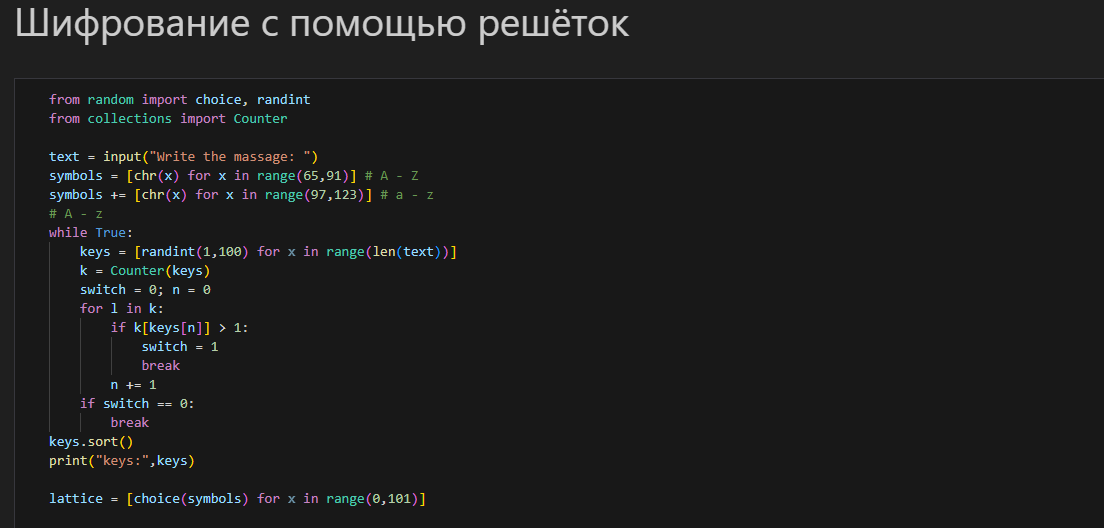 Шифрование с помощью решёток
from random import choice, randint
from collections import Counter
text = input("Write the massage: ")
symbols = [chr(x) for x in range(65,91)] # A - Z
symbols += [chr(x) for x in range(97,123)] # a - z
# A - z
while True:
    keys = [randint(1,100) for x in range(len(text))]
    k = Counter(keys)
    switch = 0; n = 0
    for l in k:
        if k[keys[n]] > 1:
            switch = 1
            break
        n += 1
    if switch == 0:
        break
keys.sort()
print("keys:",keys)
lattice = [choice(symbols) for x in range(0,101)]